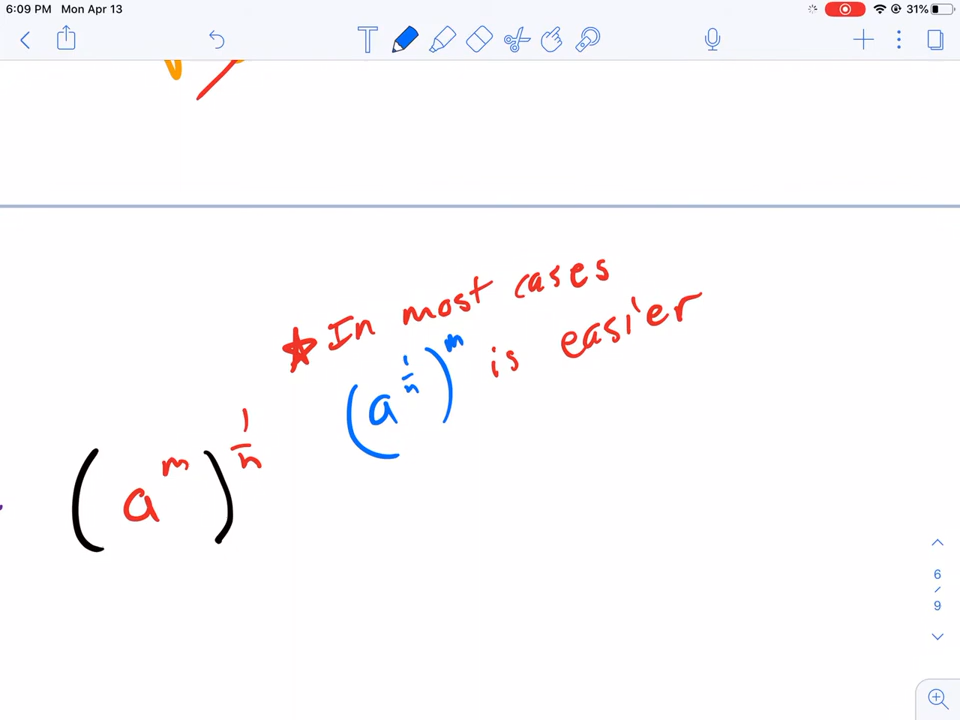 6:09 PM Mon Apr 13
31%
T
★ In most cases
(a^{1/n})^m is easier
(a^m)^{1/n}
6
/
9